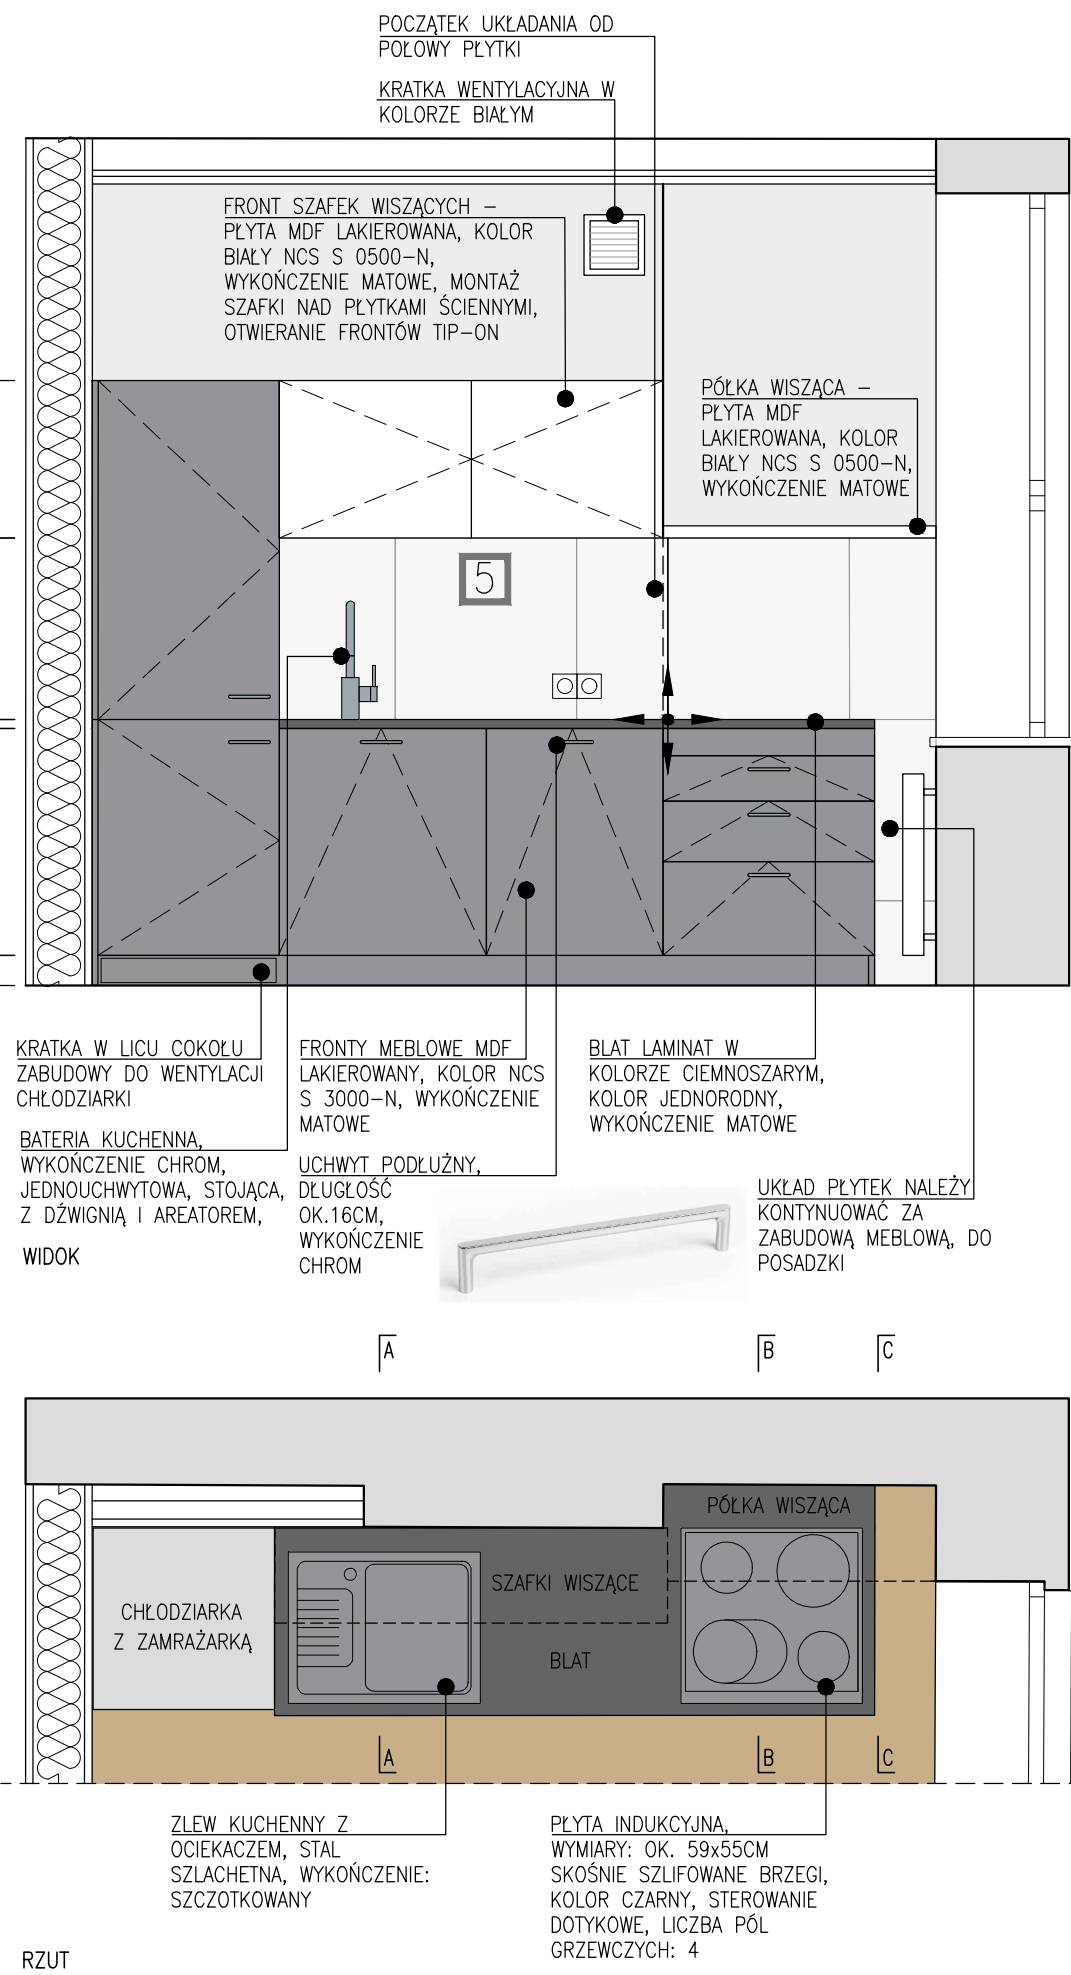 POCZĄTEK UKŁADANIA OD
POŁOWY PŁYTKI
KRATKA WENTYLACYJNA W
KOLORZE BIAŁYM
FRONT SZAFEK WISZĄCYCH –
PŁYTA MDF LAKIEROWANA, KOLOR
BIAŁY NCS S 0500–N,
WYKOŃCZENIE MATOWE, MONTAŻ
SZAFKI NAD PŁYTKAMI ŚCIENNYMI,
OTWIERANIE FRONTÓW TIP–ON
PÓŁKA WISZĄCA –
PŁYTA MDF
LAKIEROWANA, KOLOR
BIAŁY NCS S 0500–N,
WYKOŃCZENIE MATOWE
5
KRATKA W LICU COKOŁU
ZABUDOWY DO WENTYLACJI
CHŁODZIARKI
BATERIA KUCHENNA,
WYKOŃCZENIE CHROM,
JEDNOUCHWYTOWA, STOJĄCA,
Z DŹWIGNIĄ I AREATOREM,
WIDOK
FRONTY MEBLOWE MDF
LAKIEROWANY, KOLOR NCS
S 3000–N, WYKOŃCZENIE
MATOWE
UCHWYT PODŁUŻNY,
DŁUGŁOŚĆ
OK.16CM,
WYKOŃCZENIE
CHROM
BLAT LAMINAT W
KOLORZE CIEMNOSZARYM,
KOLOR JEDNORODNY,
WYKOŃCZENIE MATOWE
UKŁAD PŁYTEK NALEŻY
KONTYNUOWAĆ ZA
ZABUDOWĄ MEBLOWĄ, DO
POSADZKI
A
B
C
PÓŁKA WISZĄCA
SZAFKI WISZĄCE
CHŁODZIARKA
Z ZAMRAŻARKĄ
BLAT
A
B
C
ZLEW KUCHENNY Z
OCIEKACZEM, STAL
SZLACHETNA, WYKOŃCZENIE:
SZCZOTKOWANY
PŁYTA INDUKCYJNA,
WYMIARY: OK. 59x55CM
SKOŚNIE SZLIFOWANE BRZEGI,
KOLOR CZARNY, STEROWANIE
DOTYKOWE, LICZBA PÓL
GRZEWCZYCH: 4
RZUT